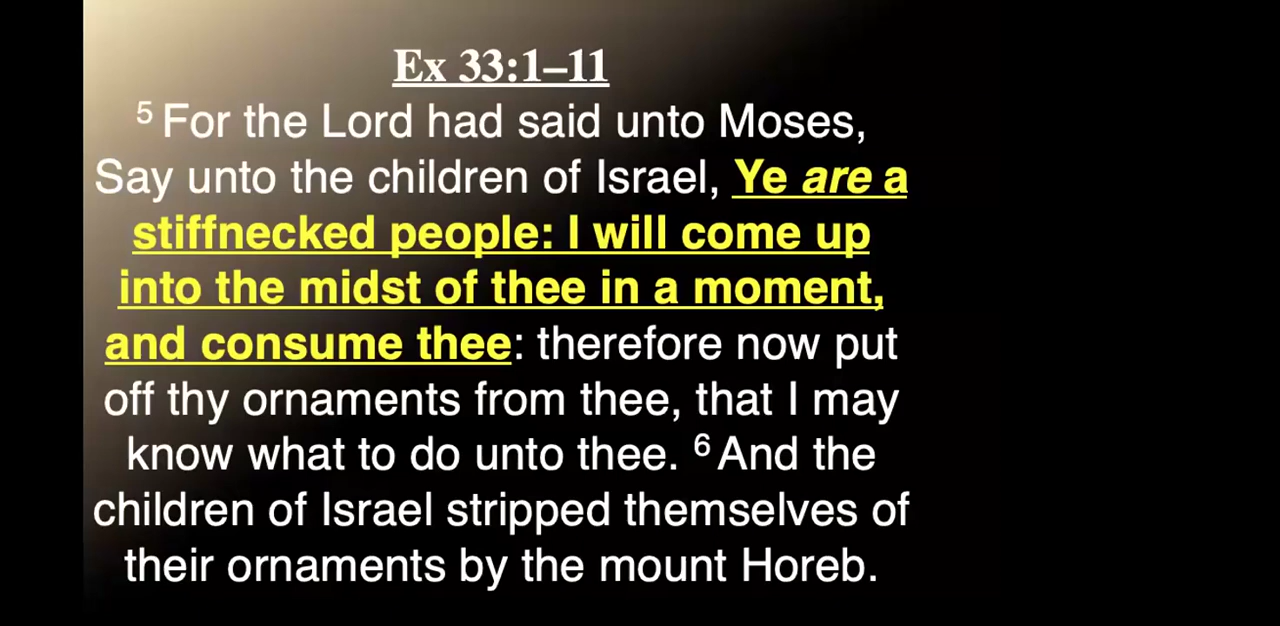 Ex 33:1–11
5 For the Lord had said unto Moses,
Say unto the children of Israel, Ye are a
stiffnecked people: I will come up
into the midst of thee in a moment,
and consume thee: therefore now put
off thy ornaments from thee, that I may
know what to do unto thee. 6 And the
children of Israel stripped themselves of
their ornaments by the mount Horeb.